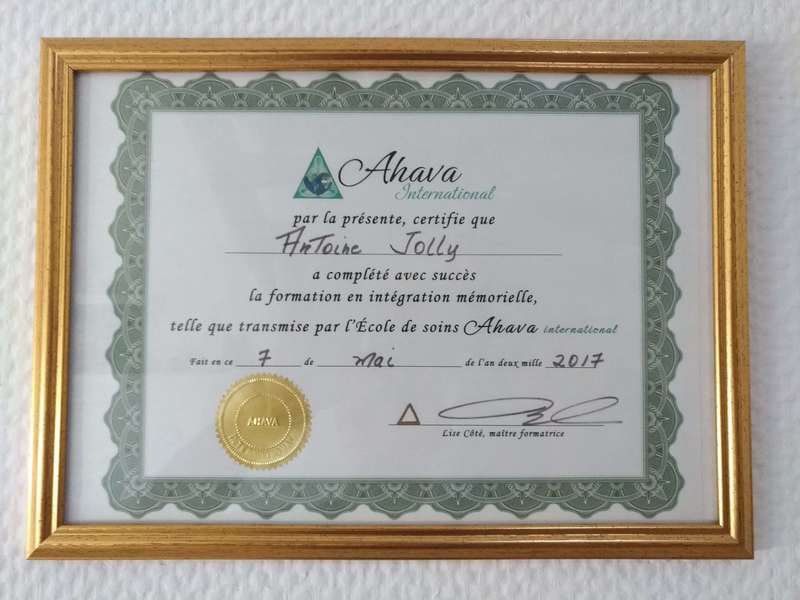 Ahava
International
par la présente, certifie que
Antoine Jolly
a complété avec succès
la formation en intégration mémorielle,
telle que transmise par l'École de soins Ahava international
Fait en ce 7 de Mai de l'an deux mille 2017
AHAVA
Lise Côté, maître formatrice